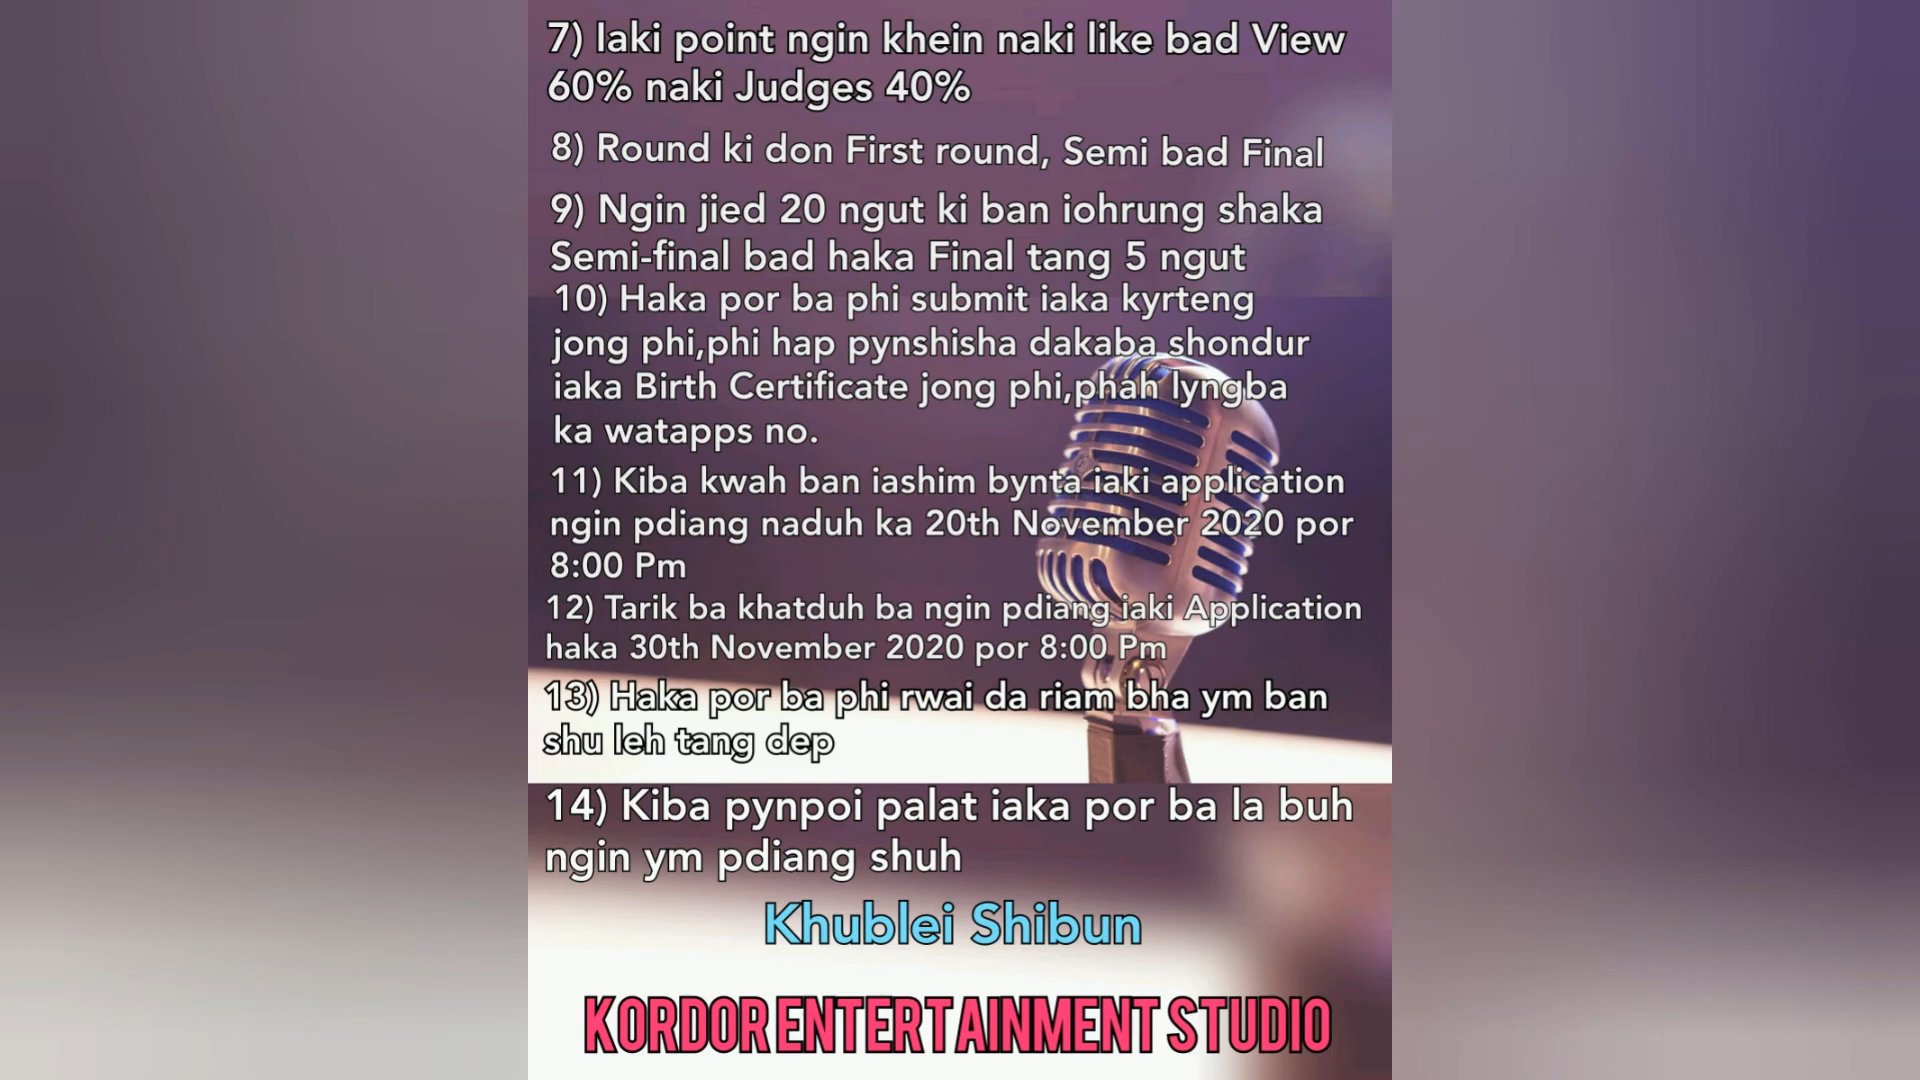 7) Iaki point ngin khein naki like bad View
60% naki Judges 40%
8) Round ki don First round, Semi bad Final
9) Ngin jied 20 ngut ki ban iohrung shaka
Semi-final bad haka Final tang 5 ngut
10) Haka por ba phi submit iaka kyrteng
jong phi,phi hap pynshisha dakaba shondur
iaka Birth Certificate jong phi,phah lyngba
ka watapps no.
11) Kiba kwah ban iashim bynta iaki application
ngin pdiang naduh ka 20th November 2020 por
8:00 Pm
12) Tarik ba khatduh ba ngin pdiang iaki Application
haka 30th November 2020 por 8:00 Pm
13) Haka por ba phi rwai da riam bha ym ban
shu leh tang dep
14) Kiba pynpoi palat iaka por ba la buh
ngin ym pdiang shuh
Khublei Shibun
KORDOR ENTERTAINMENT STUDIO